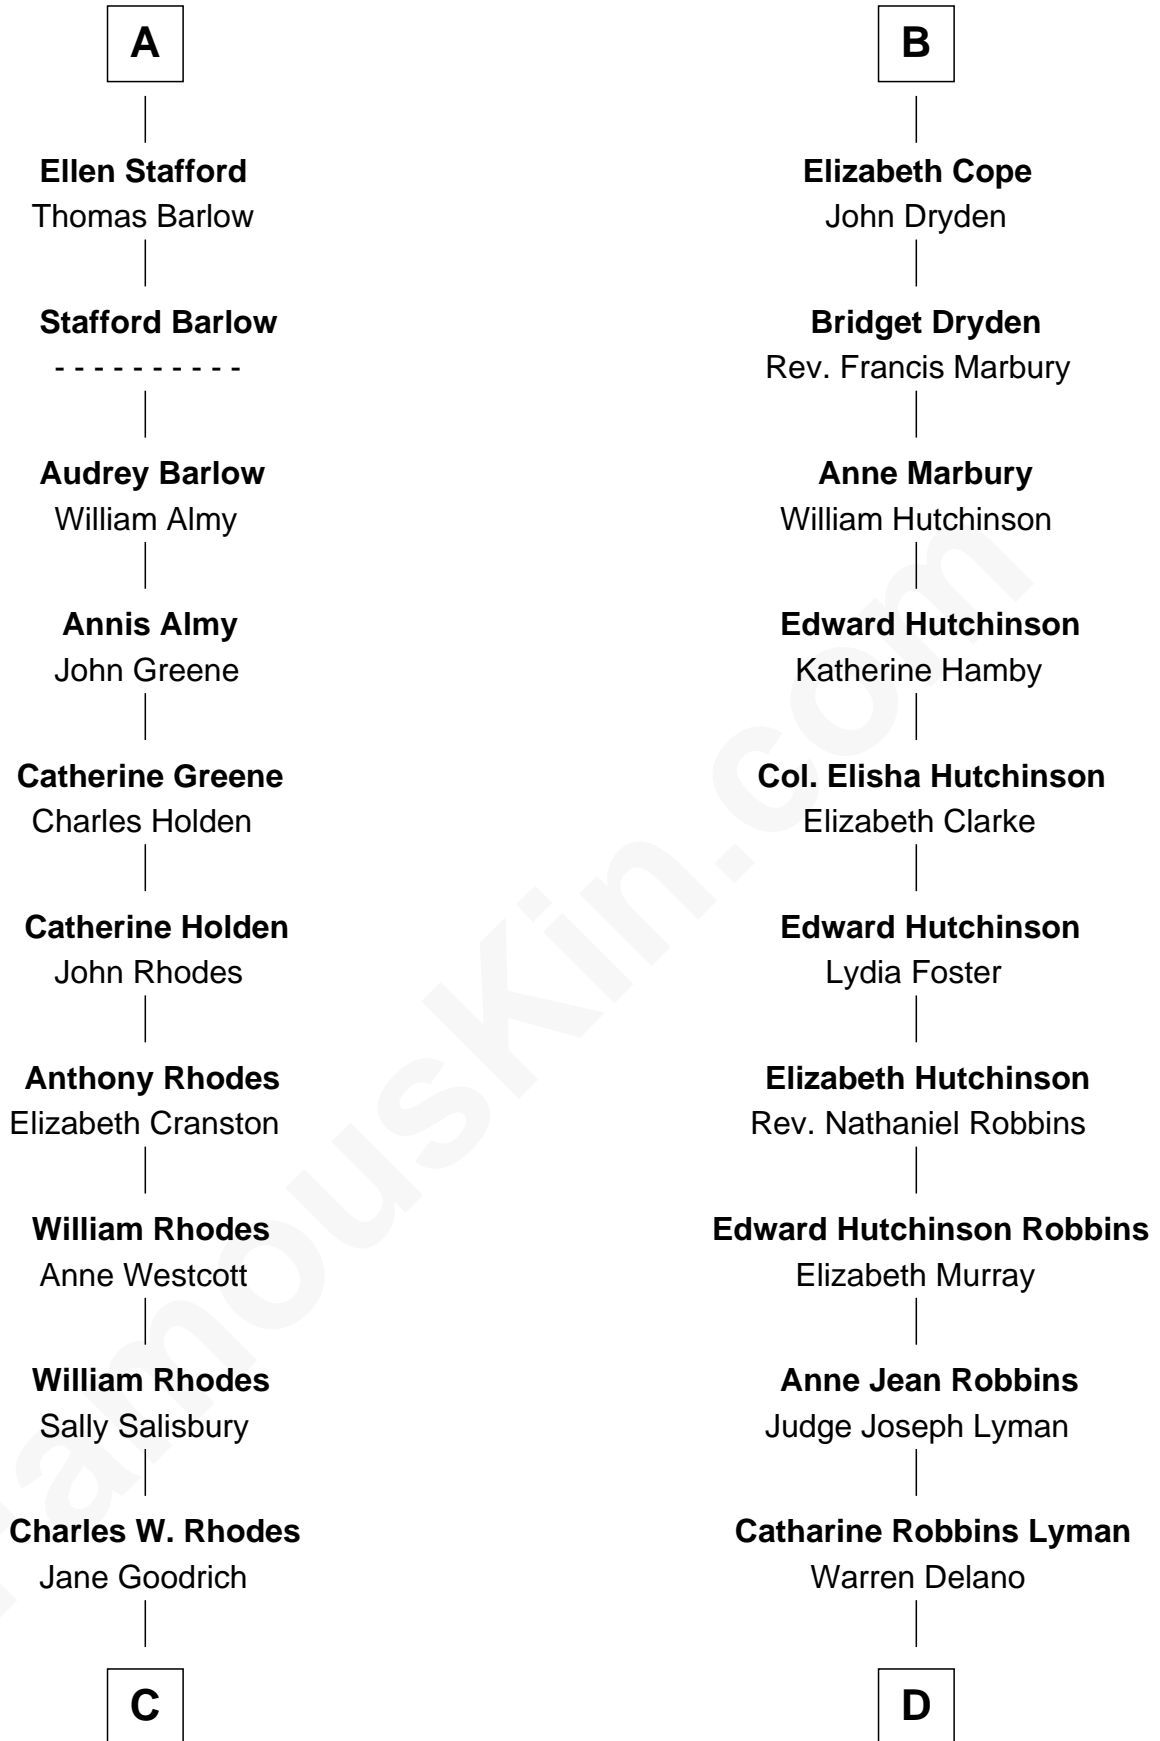 A
Ellen Stafford
Thomas Barlow
Stafford Barlow
- - - - - - - - - -
Audrey Barlow
William Almy
Annis Almy
John Greene
Catherine Greene
Charles Holden
Catherine Holden
John Rhodes
Anthony Rhodes
Elizabeth Cranston
William Rhodes
Anne Westcott
William Rhodes
Sally Salisbury
Charles W. Rhodes
Jane Goodrich
C
B
Elizabeth Cope
John Dryden
Bridget Dryden
Rev. Francis Marbury
Anne Marbury
William Hutchinson
Edward Hutchinson
Katherine Hamby
Col. Elisha Hutchinson
Elizabeth Clarke
Edward Hutchinson
Lydia Foster
Elizabeth Hutchinson
Rev. Nathaniel Robbins
Edward Hutchinson Robbins
Elizabeth Murray
Anne Jean Robbins
Judge Joseph Lyman
Catharine Robbins Lyman
Warren Delano
D
FamousKin.com